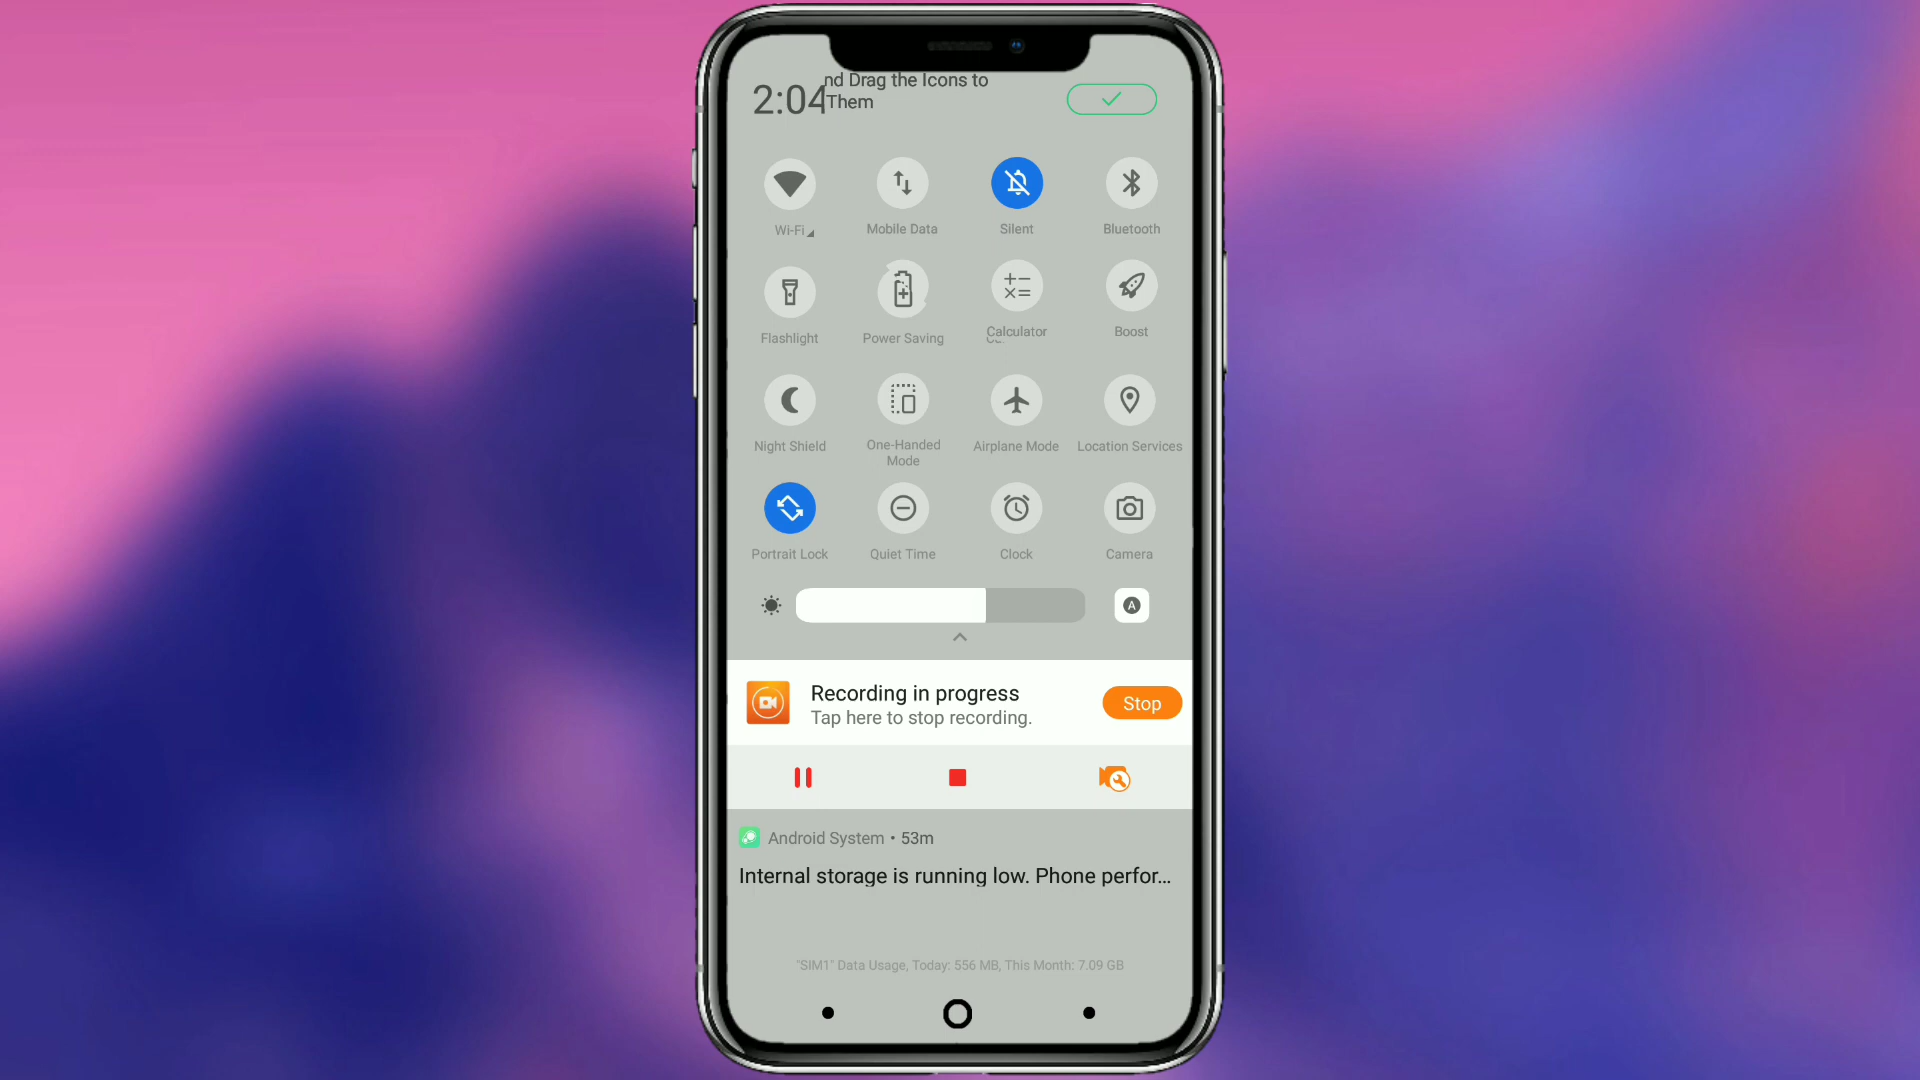 nd Drag the Icons to
2:04
Them
Wi-Fi
Mobile Data
Silent
Bluetooth
Flashlight
Power Saving
Calculator
Boost
Night Shield
One-Handed
Mode
Airplane Mode
Location Services
Portrait Lock
Quiet Time
Clock
Camera
A
Recording in progress
Tap here to stop recording.
Stop
Android System • 53m
Internal storage is running low. Phone perfor...
"SIM1" Data Usage, Today: 556 MB, This Month: 7.09 GB